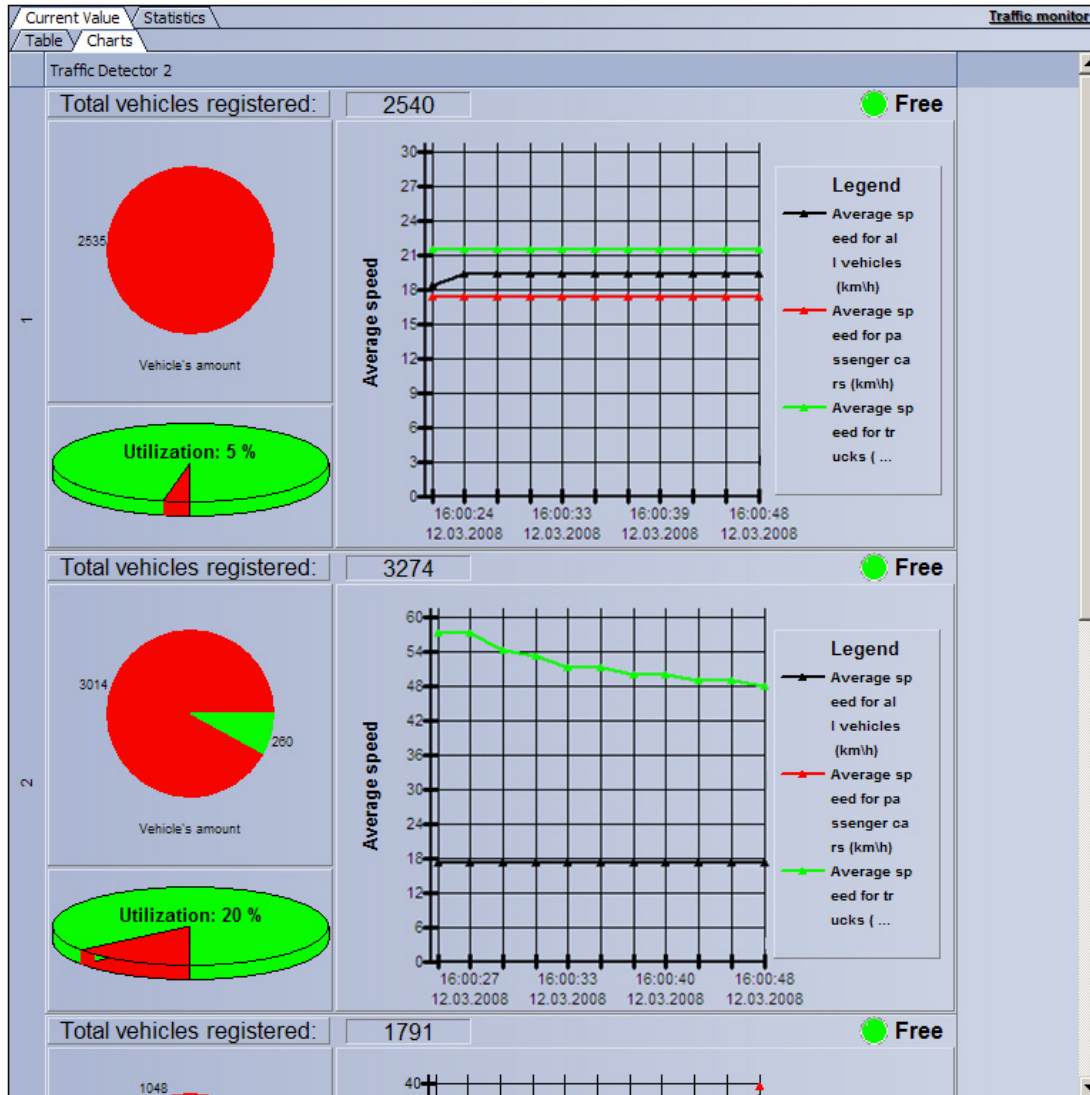 Current Value
Statistics
Traffic monitor
Table
Charts
Traffic Detector 2
1
Total vehicles registered:
2540
Free
2535
Vehicle's amount
Utilization: 5 %
Average speed
30
27
24
21
18
15
12
9
6
3
0
16:00:24
12.03.2008
16:00:33
12.03.2008
16:00:39
12.03.2008
16:00:48
12.03.2008
Legend
Average sp
eed for al
l vehicles
(km\h)
Average sp
eed for pa
ssenger ca
rs (km\h)
Average sp
eed for tr
ucks ( ...
2
Total vehicles registered:
3274
Free
3014
260
Vehicle's amount
Utilization: 20 %
Average speed
60
54
48
42
36
30
24
18
12
6
0
16:00:27
12.03.2008
16:00:33
12.03.2008
16:00:40
12.03.2008
16:00:48
12.03.2008
Legend
Average sp
eed for al
l vehicles
(km\h)
Average sp
eed for pa
ssenger ca
rs (km\h)
Average sp
eed for tr
ucks ( ...
Total vehicles registered:
1791
Free
1048
40